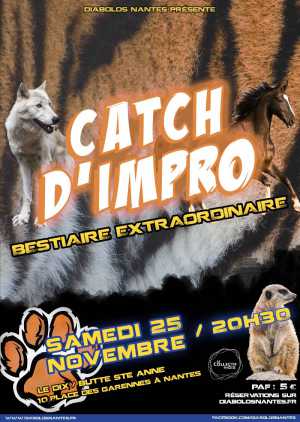 DIABOLOS NANTES PRÉSENTE
CATCH
D'IMPRO
BESTIAIRE EXTRAORDINAIRE
SAMEDI 25 / 20H30
NOVEMBRE
LE DIX / BUTTE STE ANNE
10 PLACE DES GARENNES À NANTES
PAF : 5€
RÉSERVATIONS SUR
DIABOLOSNANTES.FR
WWW.DIABOLOSNANTES.FR
FACEBOOK.COM/DIABOLOSNANTES